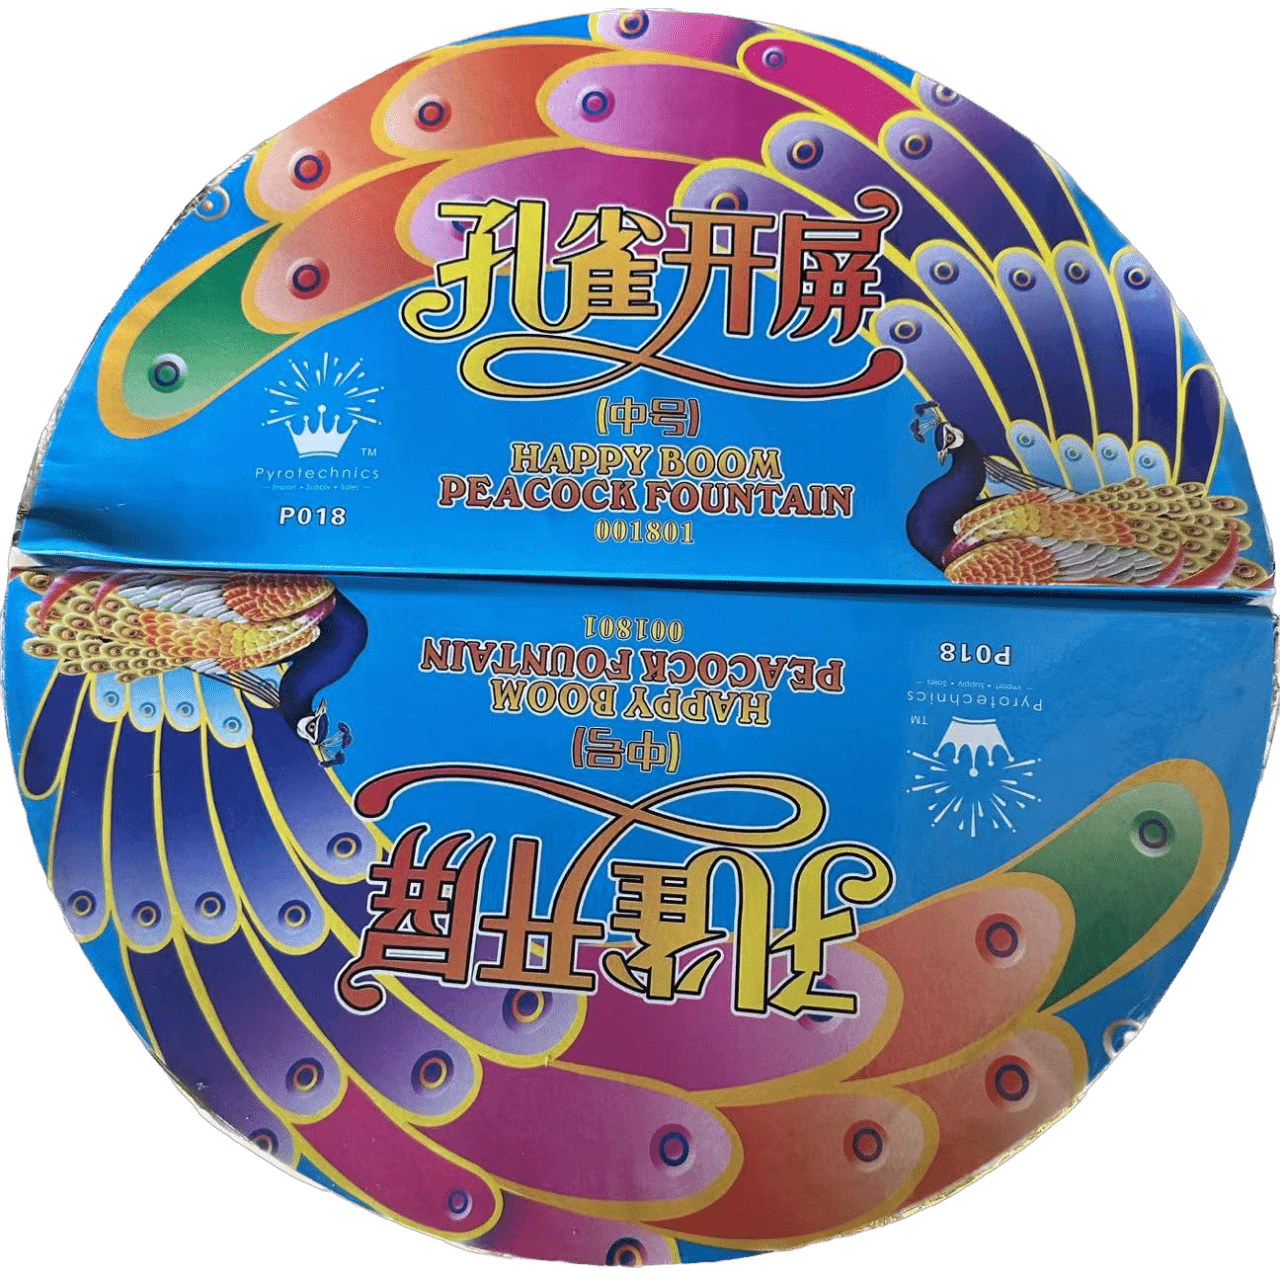 孔雀开屏
(中号)
HAPPY BOOM
PEACOCK FOUNTAIN
001801
TM
Pyrotechnics
Import • Supply • Sales
P018
孔雀开屏
(中号)
HAPPY BOOM
PEACOCK FOUNTAIN
001801
TM
Pyrotechnics
Import • Supply • Sales
P018